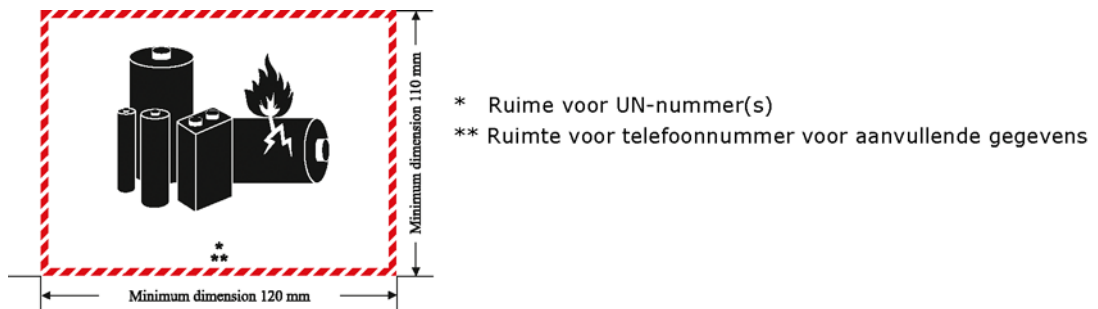 Minimum dimension 110 mm
* Ruime voor UN-nummer(s)
** Ruimte voor telefoonnummer voor aanvullende gegevens
*
**
Minimum dimension 120 mm